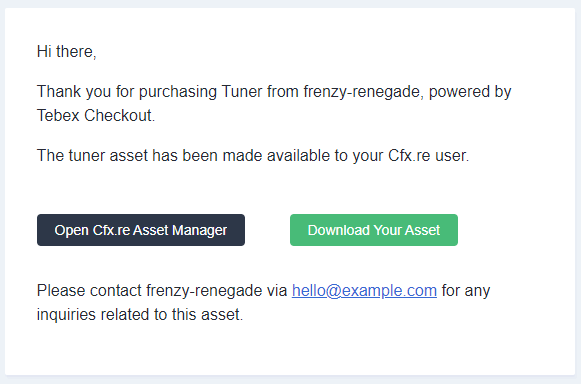 Hi there,
Thank you for purchasing Tuner from frenzy-renegade, powered by
Tebex Checkout.
The tuner asset has been made available to your Cfx.re user.
Open Cfx.re Asset Manager
Download Your Asset
Please contact frenzy-renegade via hello@example.com for any
inquiries related to this asset.